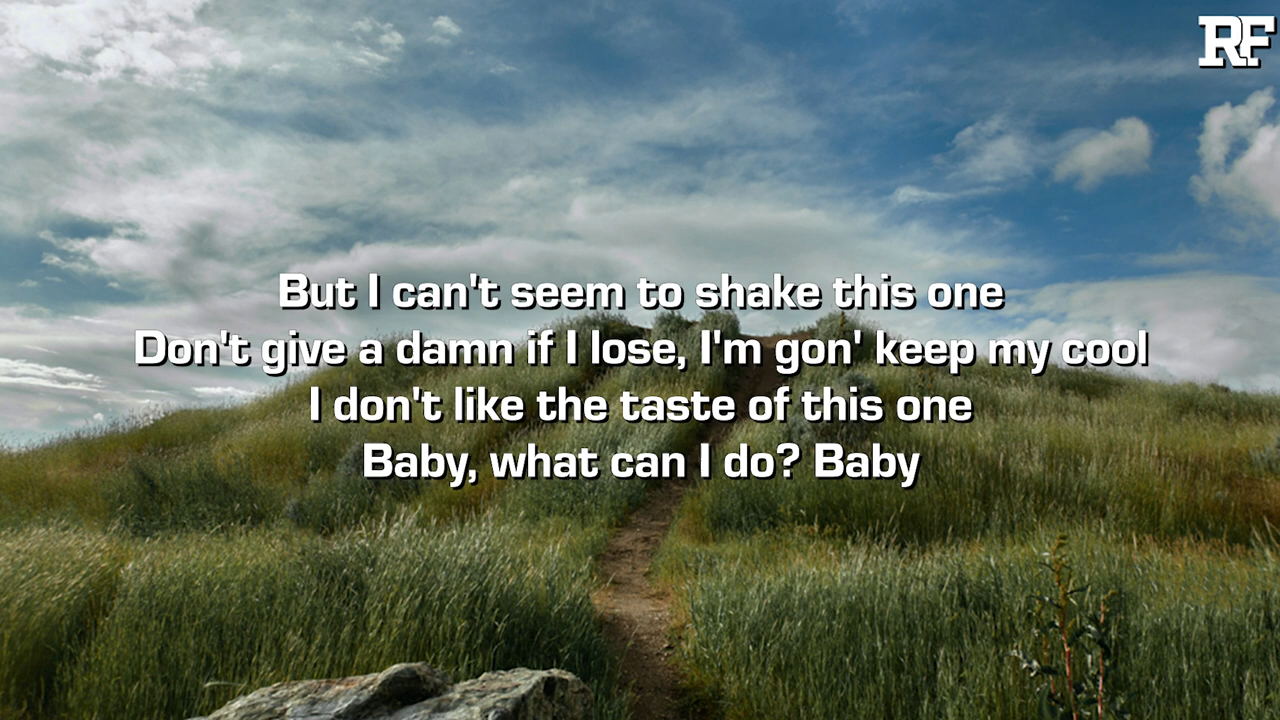 RF
But I can't seem to shake this one
Don't give a damn if I lose, I'm gon' keep my cool
I don't like the taste of this one
Baby, what can I do? Baby